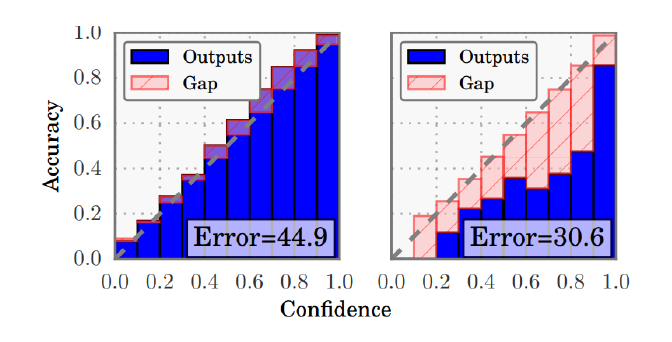 1.0
0.8
0.6
0.4
0.2
0.0
Accuracy
Outputs
Gap
Error=44.9
0.0 0.2 0.4 0.6 0.8 1.0
Outputs
Gap
Error=30.6
0.0 0.2 0.4 0.6 0.8 1.0
Confidence